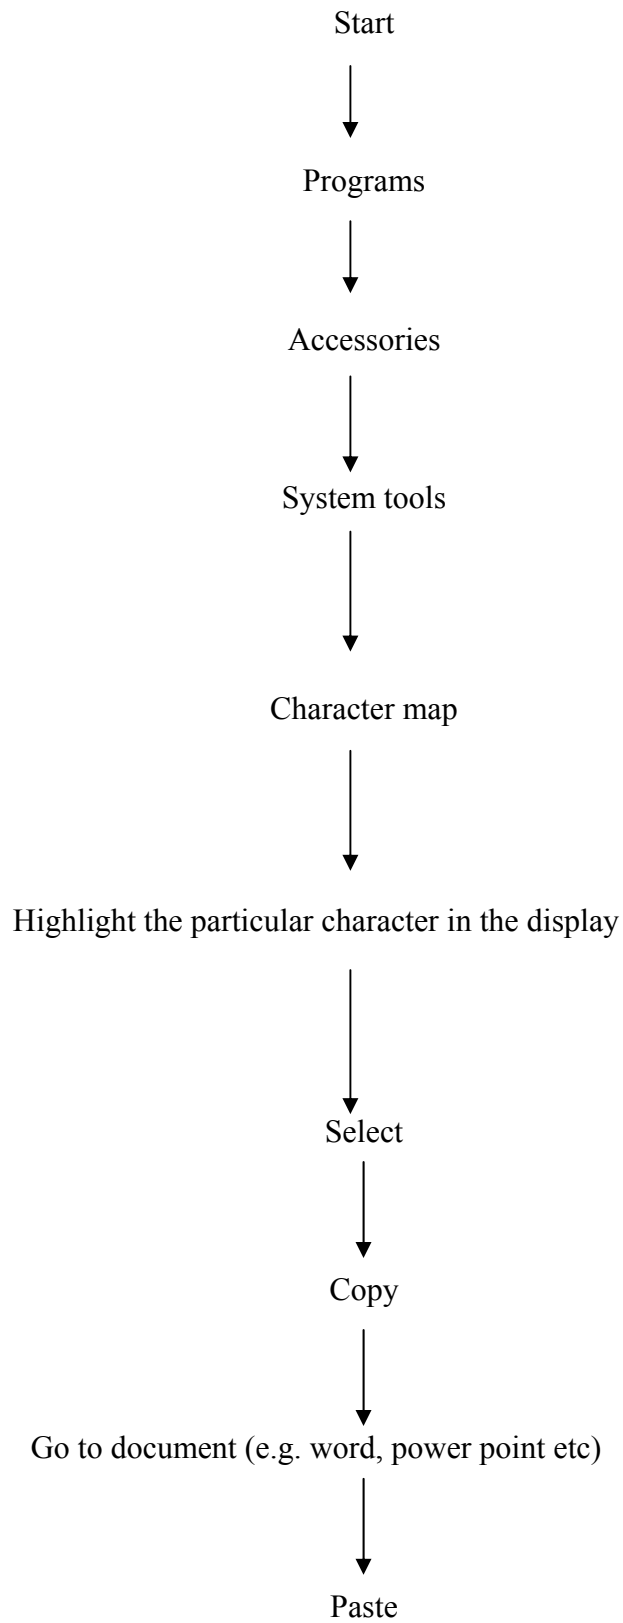 Start
Programs
Accessories
System tools
Character map
Highlight the particular character in the display
Select
Copy
Go to document (e.g. word, power point etc)
Paste